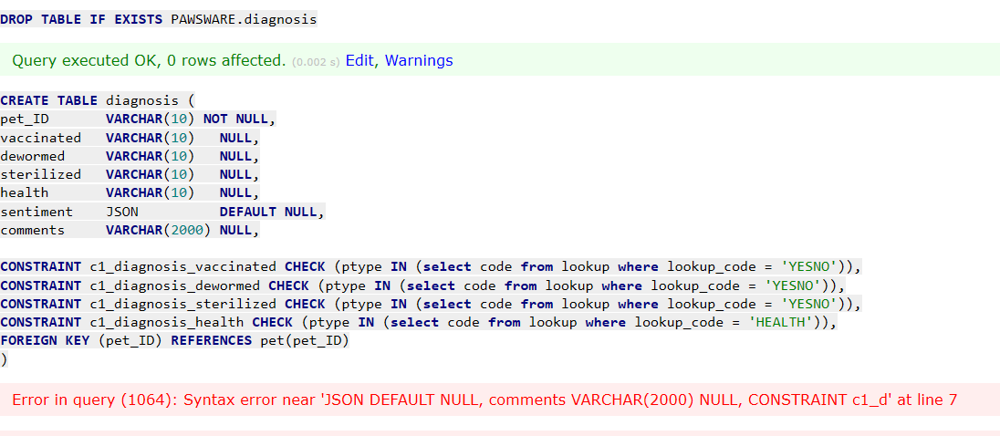 DROP TABLE IF EXISTS PAWSWARE.diagnosis
Query executed OK, 0 rows affected. (0.002 s) Edit, Warnings
CREATE TABLE diagnosis (
pet_ID VARCHAR(10) NOT NULL,
vaccinated VARCHAR(10) NULL,
dewormed VARCHAR(10) NULL,
sterilized VARCHAR(10) NULL,
health VARCHAR(10) NULL,
sentiment JSON DEFAULT NULL,
comments VARCHAR(2000) NULL,
CONSTRAINT c1_diagnosis_vaccinated CHECK (ptype IN (select code from lookup where lookup_code = 'YESNO')),
CONSTRAINT c1_diagnosis_dewormed CHECK (ptype IN (select code from lookup where lookup_code = 'YESNO')),
CONSTRAINT c1_diagnosis_sterilized CHECK (ptype IN (select code from lookup where lookup_code = 'YESNO')),
CONSTRAINT c1_diagnosis_health CHECK (ptype IN (select code from lookup where lookup_code = 'HEALTH')),
FOREIGN KEY (pet_ID) REFERENCES pet(pet_ID)
)
Error in query (1064): Syntax error near 'JSON DEFAULT NULL, comments VARCHAR(2000) NULL, CONSTRAINT c1_d' at line 7